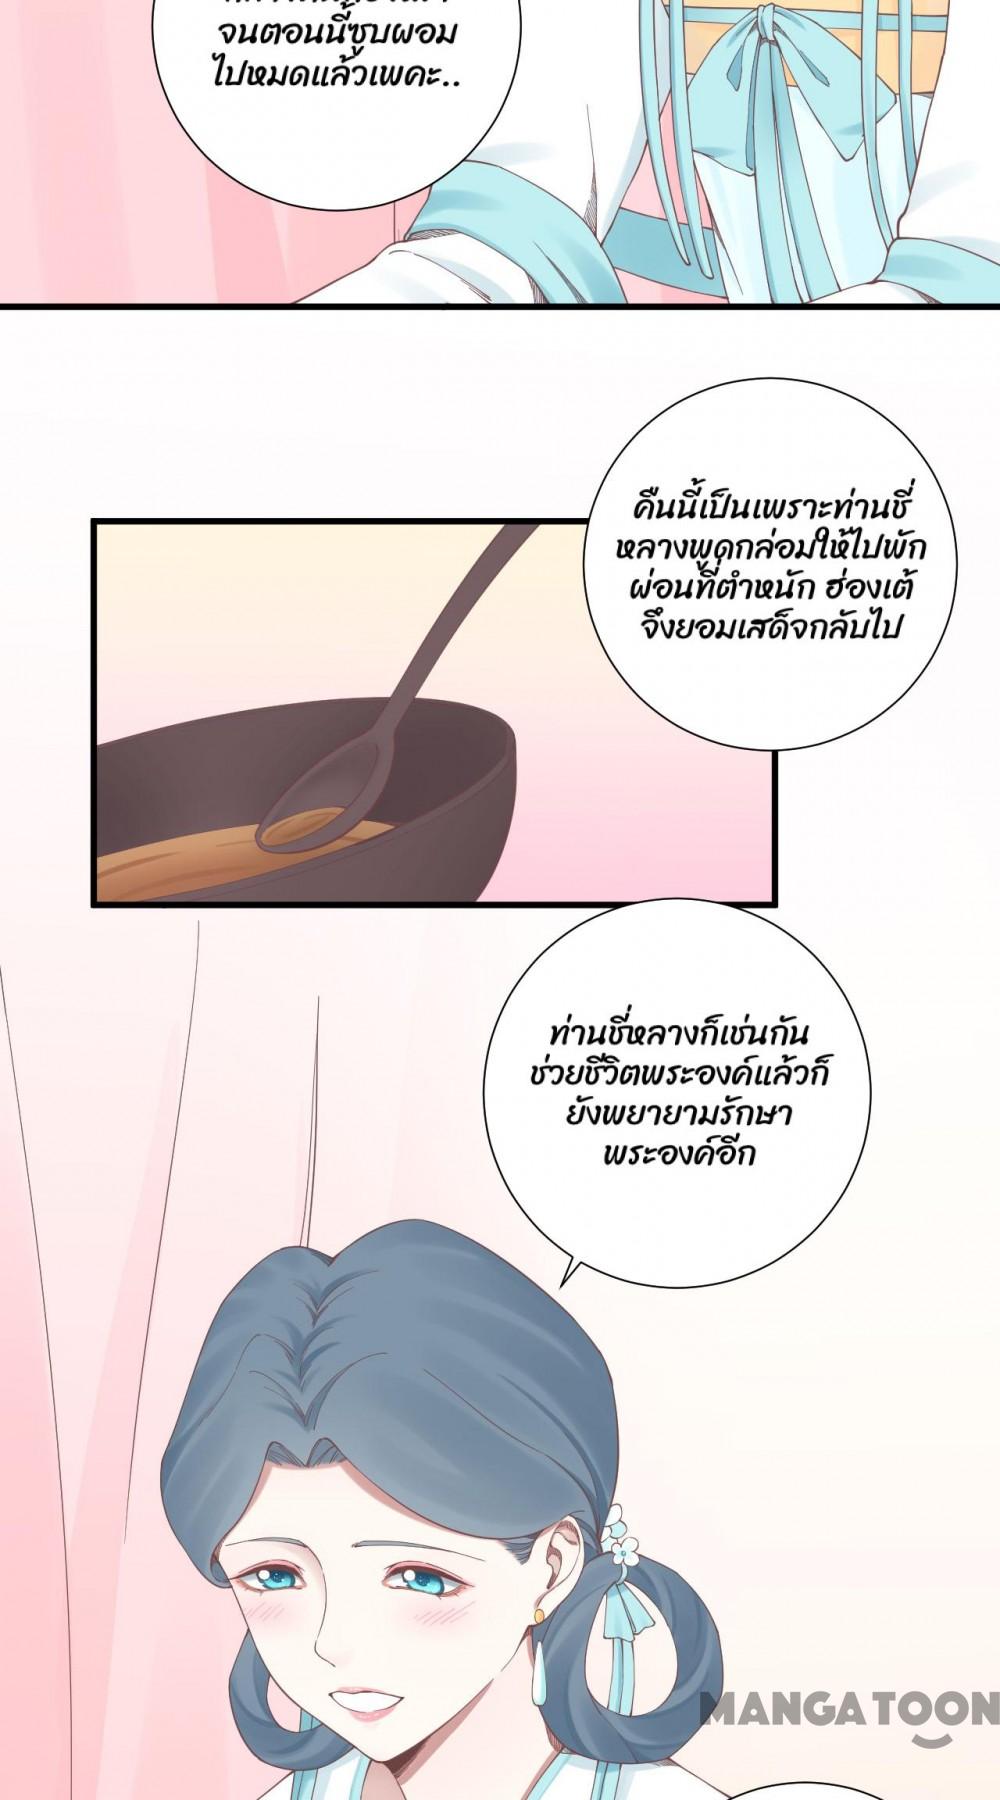 จนตอนนี้ซูบผอม
ไปหมดแล้วเพคะ..
คืนนี้เป็นเพราะท่านชี่
หลางพูดกล่อมให้ไปพัก
ผ่อนที่ตำหนัก ฮ่องเต้
จึงยอมเสด็จกลับไป
ท่านชี่หลางก็เช่นกัน
ช่วยชีวิตพระองค์แล้วก็
ยังพยายามรักษา
พระองค์อีก
MANGATOON